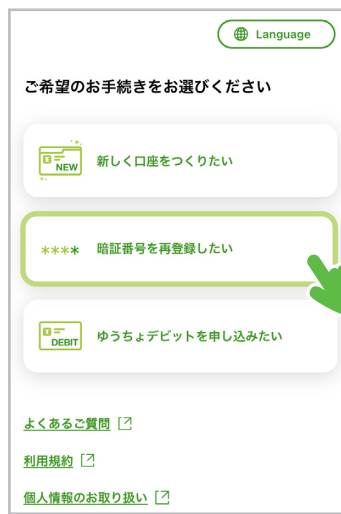 Language
ご希望のお手続きをお選びください
NEW
新しく口座をつくりたい
****
暗証番号を再登録したい
DEBIT
ゆうちょデビットを申し込みたい
よくあるご質問
利用規約
個人情報のお取り扱い